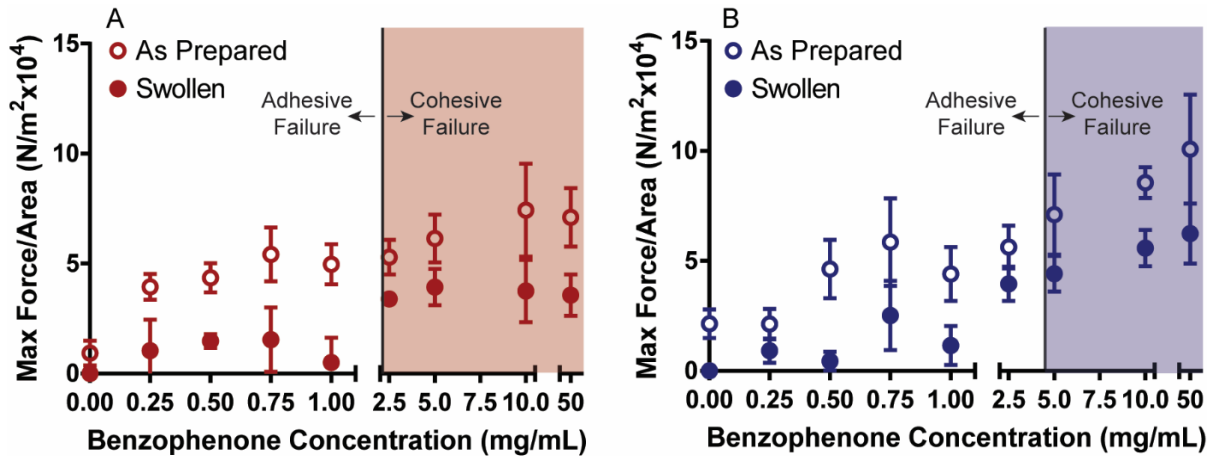 A
Max Force/Area (N/m²x10⁴)
15
10
5
0
As Prepared
Swollen
Adhesive Failure
Cohesive Failure
0.00 0.25 0.50 0.75 1.00 2.5 5.0 7.5 10.0 50
Benzophenone Concentration (mg/mL)
B
Max Force/Area (N/m²x10⁴)
15
10
5
0
As Prepared
Swollen
Adhesive Failure
Cohesive Failure
0.00 0.25 0.50 0.75 1.00 2.5 5.0 7.5 10.0 50
Benzophenone Concentration (mg/mL)